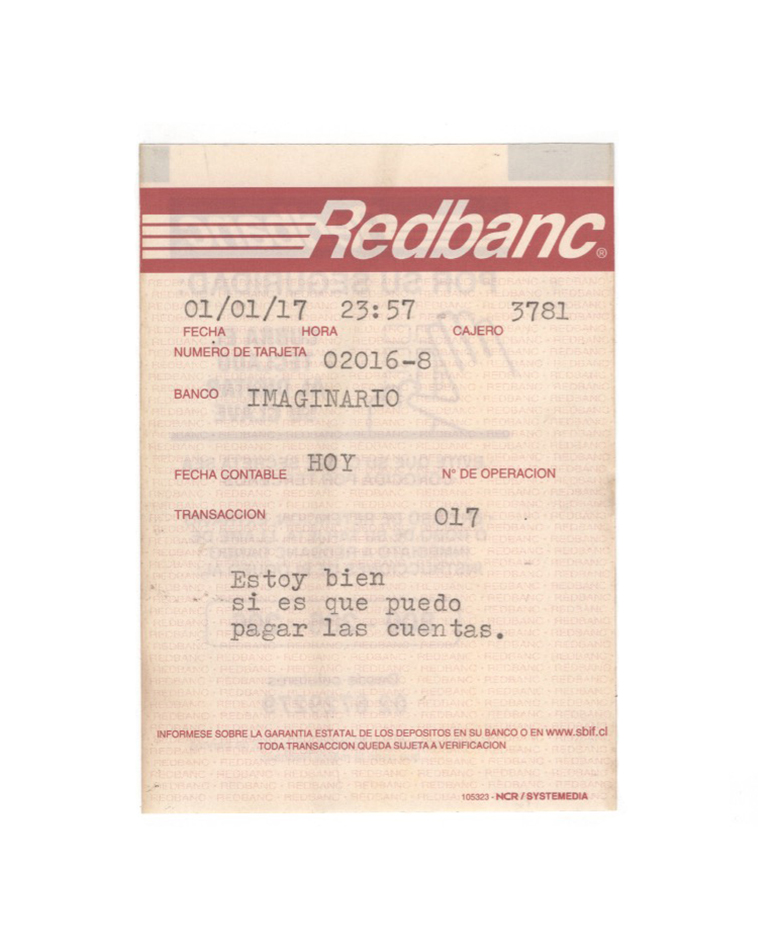 Redbanc®
01/01/17 23:57 3781
FECHA HORA CAJERO
NUMERO DE TARJETA 02016-8
BANCO IMAGINARIO
FECHA CONTABLE HOY N° DE OPERACION
TRANSACCION 017
Estoy bien
si es que puedo
pagar las cuentas.
INFORMESE SOBRE LA GARANTIA ESTATAL DE LOS DEPOSITOS EN SU BANCO O EN www.sbif.cl
TODA TRANSACCION QUEDA SUJETA A VERIFICACION
105323 - NCR / SYSTEMEDIA